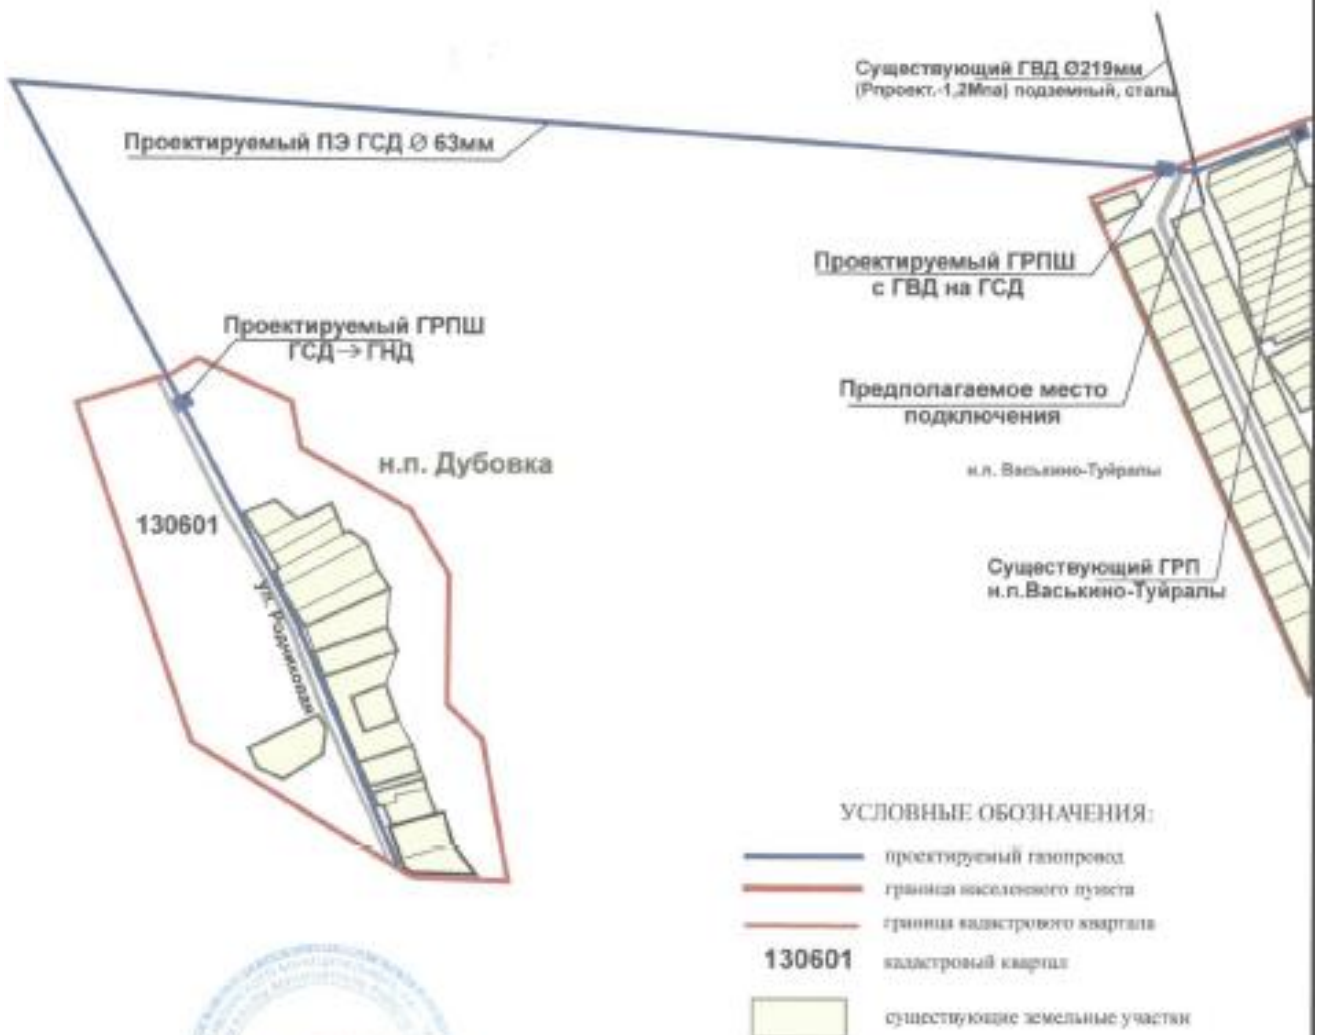 Существующий ГВД Ø219мм
(Рпроект.-1,2Мпа) подземный, сталь
Проектируемый ПЭ ГСД Ø 63мм
Проектируемый ГРПШ
с ГВД на ГСД
Проектируемый ГРПШ
ГСД→ГНД
Предполагаемое место
подключения
н.п. Дубовка
н.п. Васькино-Туйралы
130601
Существующий ГРП
н.п.Васькино-Туйралы
ул. Родниковая
УСЛОВНЫЕ ОБОЗНАЧЕНИЯ:
проектируемый газопровод
граница населенного пункта
граница кадастрового квартала
130601 кадастровый квартал
существующие земельные участки